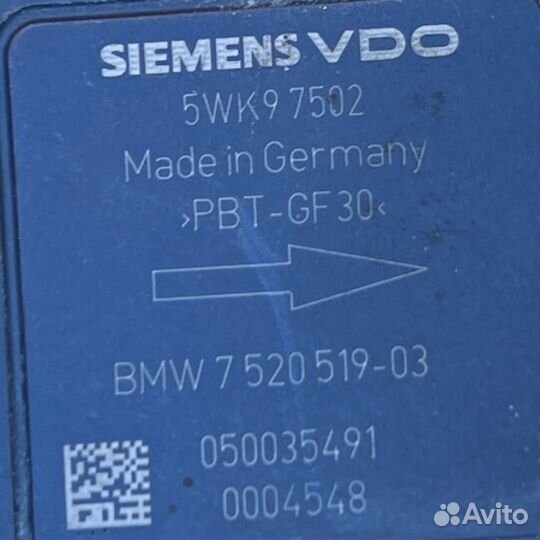 SIEMENS VDO
5WK9 7502
Made in Germany
›PBT-GF30‹
BMW 7 520 519-03
050035491
0004548
Avito